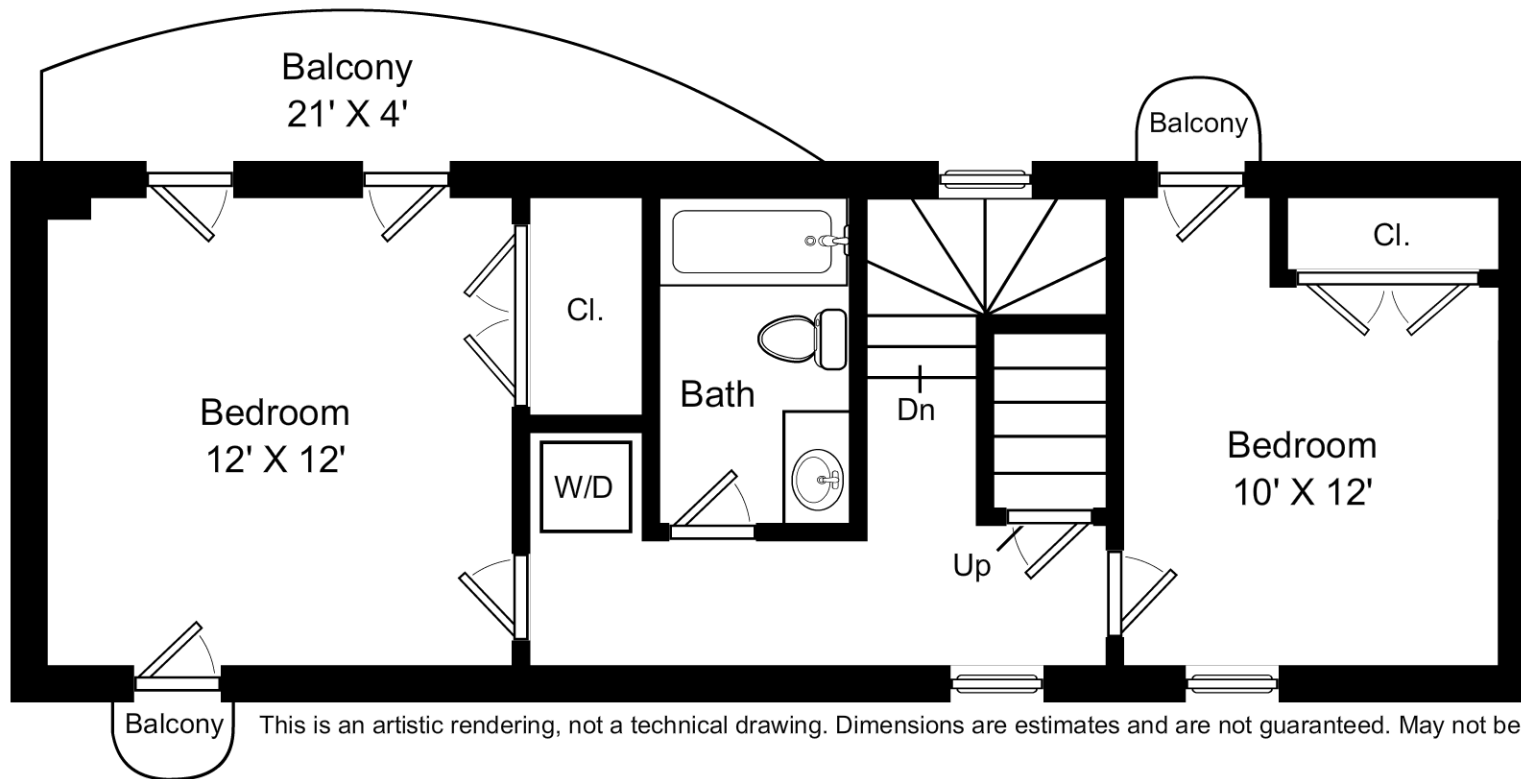 Balcony
21' X 4'
Balcony
Cl.
Cl.
Bedroom
12' X 12'
Bath
Dn
Bedroom
10' X 12'
W/D
Up
Balcony
This is an artistic rendering, not a technical drawing. Dimensions are estimates and are not guaranteed. May not be